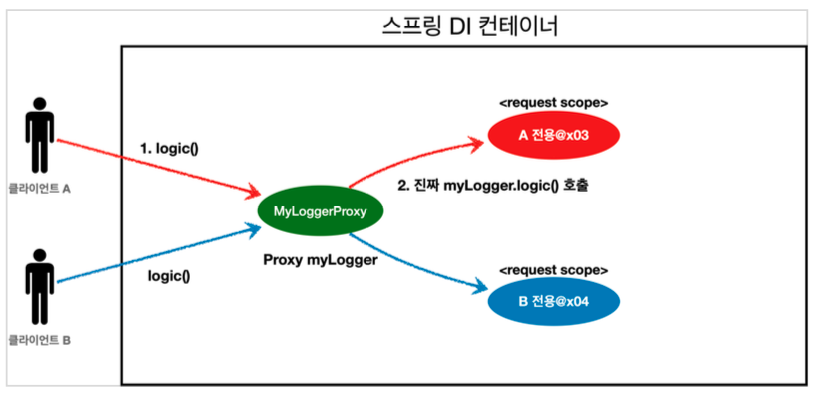 스프링 DI 컨테이너
<request scope>
A 전용@x03
1. logic()
클라이언트 A
2. 진짜 myLogger.logic() 호출
MyLoggerProxy
Proxy myLogger
logic()
<request scope>
B 전용@x04
클라이언트 B